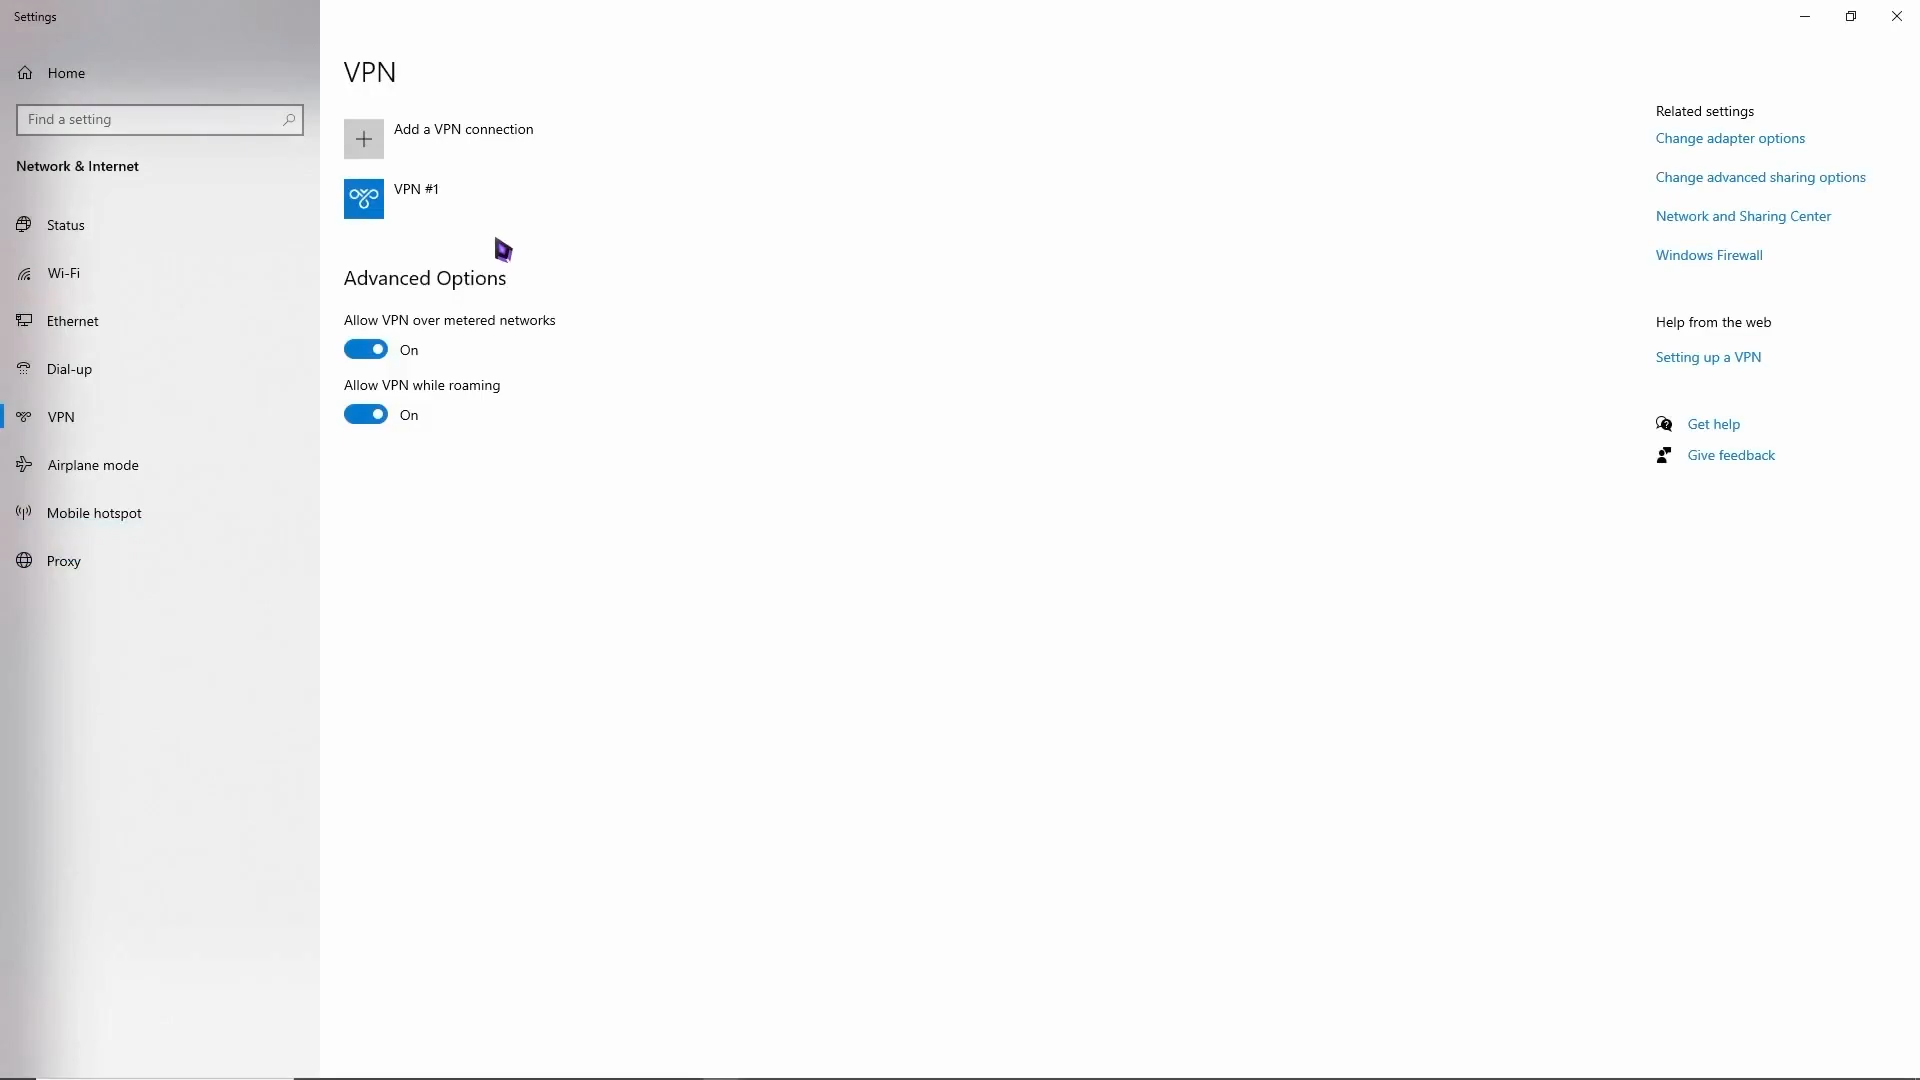 Settings
Home
Find a setting
Network & Internet
Status
Wi-Fi
Ethernet
Dial-up
VPN
Airplane mode
Mobile hotspot
Proxy
VPN
Add a VPN connection
VPN #1
Advanced Options
Allow VPN over metered networks
On
Allow VPN while roaming
On
Related settings
Change adapter options
Change advanced sharing options
Network and Sharing Center
Windows Firewall
Help from the web
Setting up a VPN
Get help
Give feedback